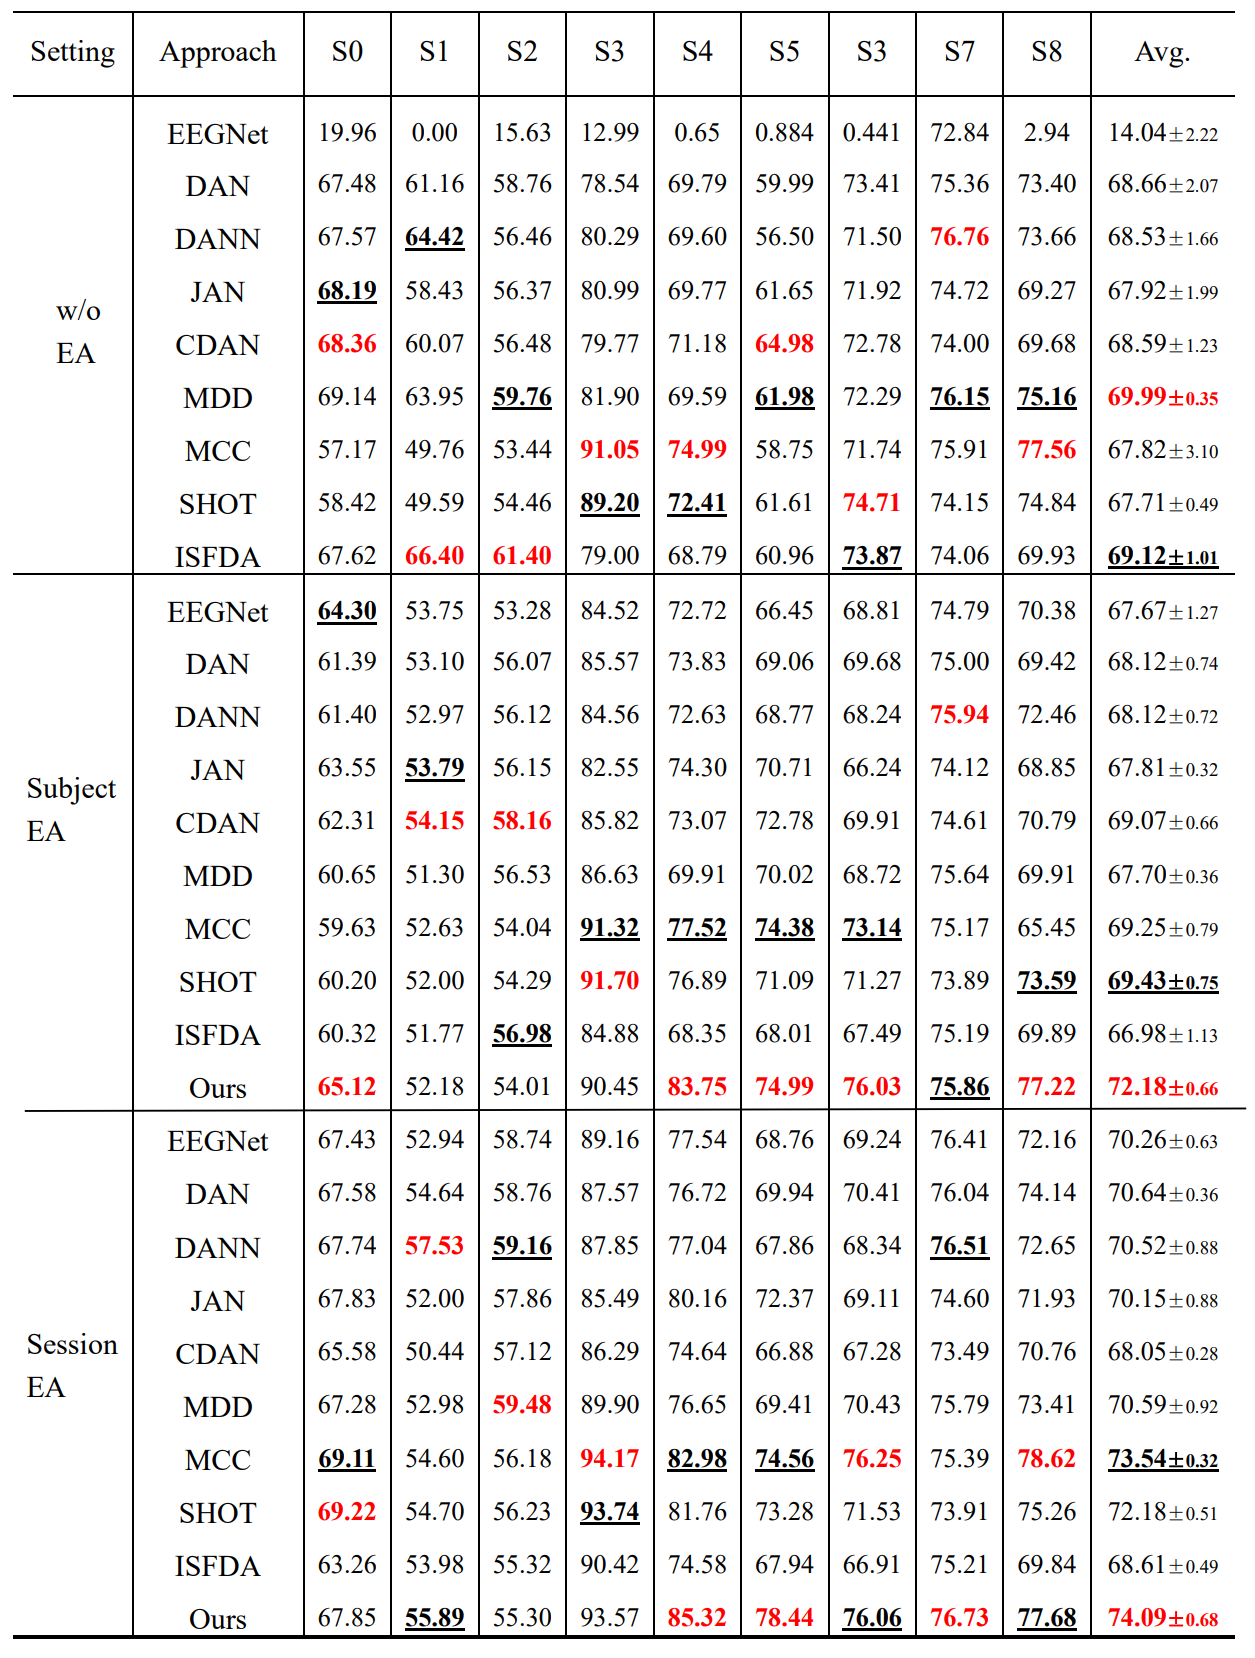 Setting Approach S0 S1 S2 S3 S4 S5 S3 S7 S8 Avg.
w/o EA
EEGNet 19.96 0.00 15.63 12.99 0.65 0.884 0.441 72.84 2.94 14.04±2.22
DAN 67.48 61.16 58.76 78.54 69.79 59.99 73.41 75.36 73.40 68.66±2.07
DANN 67.57 64.42 56.46 80.29 69.60 56.50 71.50 76.76 73.66 68.53±1.66
JAN 68.19 58.43 56.37 80.99 69.77 61.65 71.92 74.72 69.27 67.92±1.99
CDAN 68.36 60.07 56.48 79.77 71.18 64.98 72.78 74.00 69.68 68.59±1.23
MDD 69.14 63.95 59.76 81.90 69.59 61.98 72.29 76.15 75.16 69.99±0.35
MCC 57.17 49.76 53.44 91.05 74.99 58.75 71.74 75.91 77.56 67.82±3.10
SHOT 58.42 49.59 54.46 89.20 72.41 61.61 74.71 74.15 74.84 67.71±0.49
ISFDA 67.62 66.40 61.40 79.00 68.79 60.96 73.87 74.06 69.93 69.12±1.01
Subject EA
EEGNet 64.30 53.75 53.28 84.52 72.72 66.45 68.81 74.79 70.38 67.67±1.27
DAN 61.39 53.10 56.07 85.57 73.83 69.06 69.68 75.00 69.42 68.12±0.74
DANN 61.40 52.97 56.12 84.56 72.63 68.77 68.24 75.94 72.46 68.12±0.72
JAN 63.55 53.79 56.15 82.55 74.30 70.71 66.24 74.12 68.85 67.81±0.32
CDAN 62.31 54.15 58.16 85.82 73.07 72.78 69.91 74.61 70.79 69.07±0.66
MDD 60.65 51.30 56.53 86.63 69.91 70.02 68.72 75.64 69.91 67.70±0.36
MCC 59.63 52.63 54.04 91.32 77.52 74.38 73.14 75.17 65.45 69.25±0.79
SHOT 60.20 52.00 54.29 91.70 76.89 71.09 71.27 73.89 73.59 69.43±0.75
ISFDA 60.32 51.77 56.98 84.88 68.35 68.01 67.49 75.19 69.89 66.98±1.13
Ours 65.12 52.18 54.01 90.45 83.75 74.99 76.03 75.86 77.22 72.18±0.66
Session EA
EEGNet 67.43 52.94 58.74 89.16 77.54 68.76 69.24 76.41 72.16 70.26±0.63
DAN 67.58 54.64 58.76 87.57 76.72 69.94 70.41 76.04 74.14 70.64±0.36
DANN 67.74 57.53 59.16 87.85 77.04 67.86 68.34 76.51 72.65 70.52±0.88
JAN 67.83 52.00 57.86 85.49 80.16 72.37 69.11 74.60 71.93 70.15±0.88
CDAN 65.58 50.44 57.12 86.29 74.64 66.88 67.28 73.49 70.76 68.05±0.28
MDD 67.28 52.98 59.48 89.90 76.65 69.41 70.43 75.79 73.41 70.59±0.92
MCC 69.11 54.60 56.18 94.17 82.98 74.56 76.25 75.39 78.62 73.54±0.32
SHOT 69.22 54.70 56.23 93.74 81.76 73.28 71.53 73.91 75.26 72.18±0.51
ISFDA 63.26 53.98 55.32 90.42 74.58 67.94 66.91 75.21 69.84 68.61±0.49
Ours 67.85 55.89 55.30 93.57 85.32 78.44 76.06 76.73 77.68 74.09±0.68